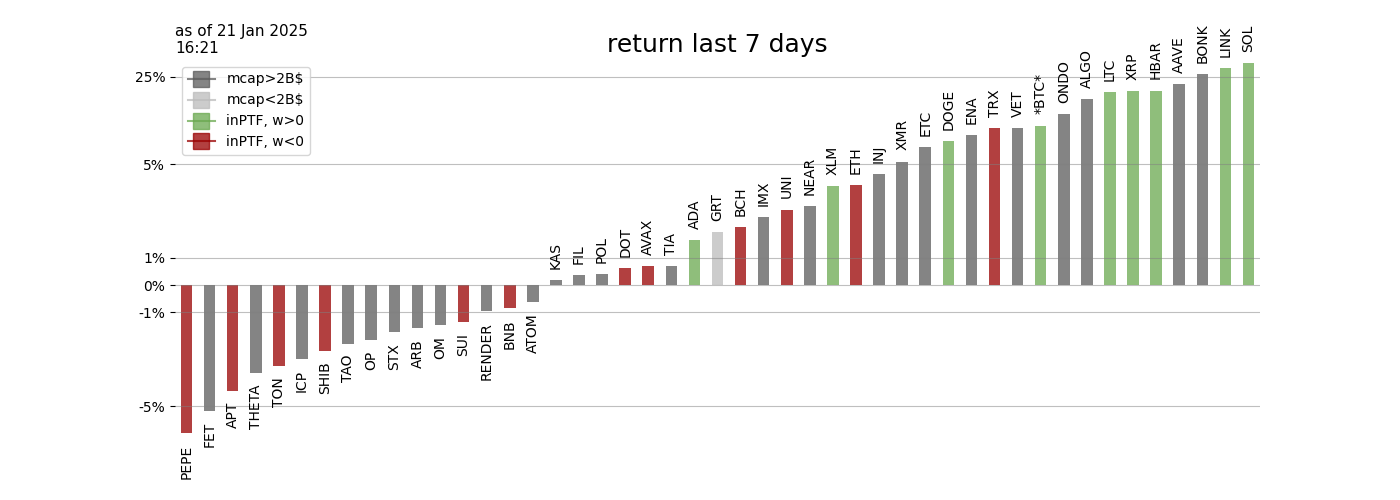 as of 21 Jan 2025
16:21
return last 7 days
mcap>2B$
mcap<2B$
inPTF, w>0
inPTF, w<0
25%
5%
1%
0%
-1%
-5%
PEPE
FET
APT
THETA
TON
ICP
SHIB
TAO
OP
STX
ARB
OM
SUI
RENDER
BNB
ATOM
KAS
FIL
POL
DOT
AVAX
TIA
ADA
GRT
BCH
IMX
UNI
NEAR
XLM
ETH
INJ
XMR
ETC
DOGE
ENA
TRX
VET
*BTC*
ONDO
ALGO
LTC
XRP
HBAR
AAVE
BONK
LINK
SOL